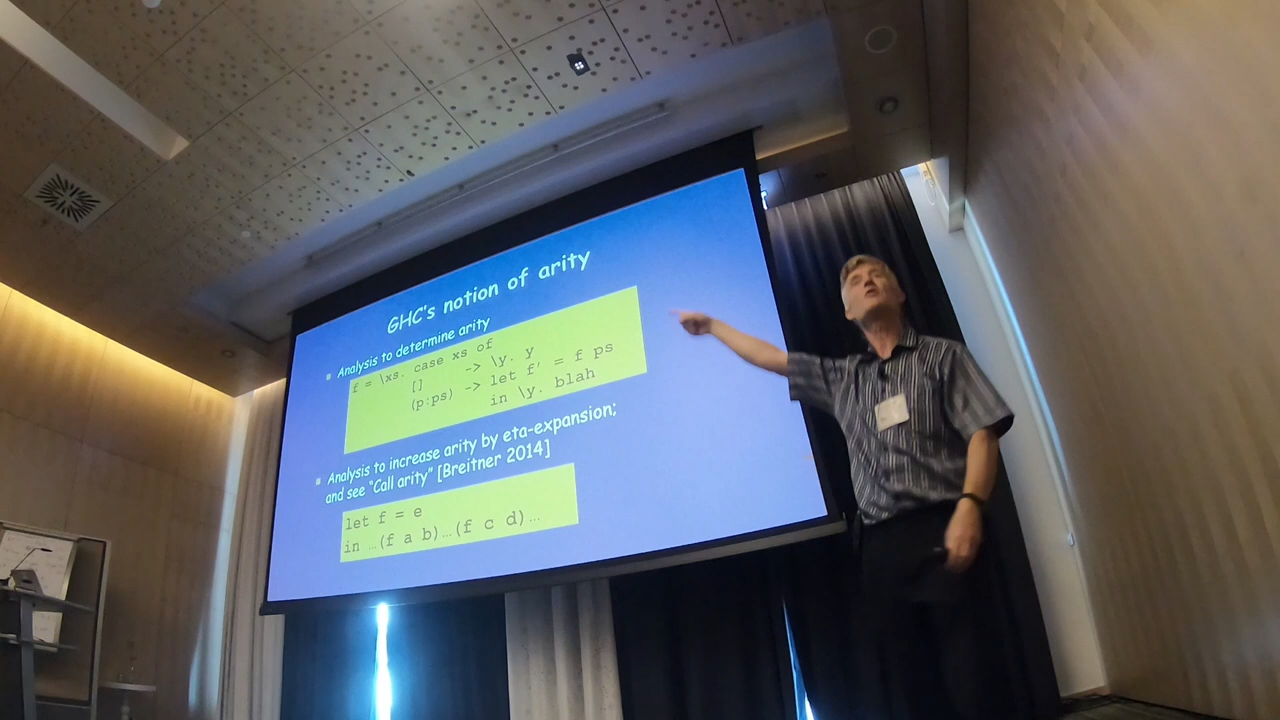 GHC's notion of arity
Analysis to determine arity
f = \xs. case xs of
[] -> \y. y
(p:ps) -> let f' = f ps
in \y. blah
Analysis to increase arity by eta-expansion;
and see "Call arity" [Breitner 2014]
let f = e
in …(f a b)…(f c d)…